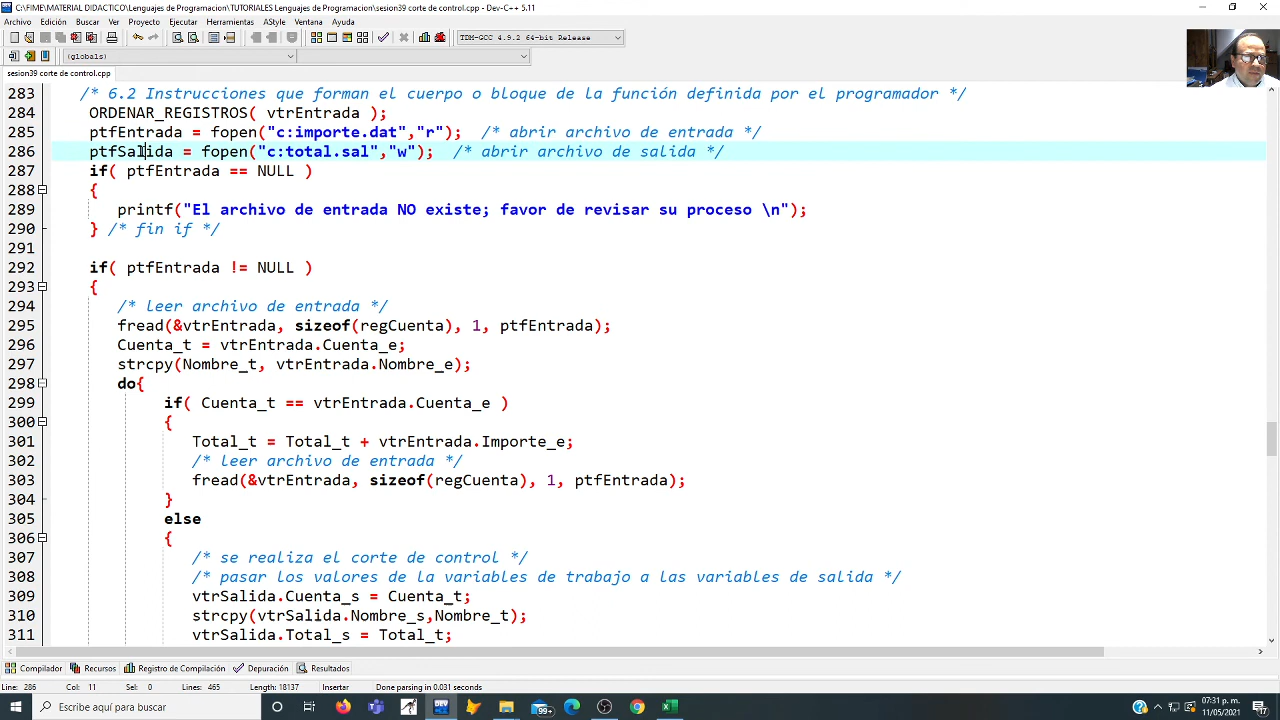 C:\FIME\MATERIAL DIDACTICO\Lenguajes de Programacion\TUTORIALES Lenguajes de Programacion\sesion39 corte de control.cpp - Dev-C++ 5.11
Archivo Edición Buscar Ver Proyecto Ejecutar Herramientas AStyle Ventana Ayuda
TDM-GCC 4.9.2 64-bit Release
(globals)
sesion39 corte de control.cpp
283 /* 6.2 Instrucciones que forman el cuerpo o bloque de la función definida por el programador */
284 ORDENAR_REGISTROS( vtrEntrada );
285 ptfEntrada = fopen("c:importe.dat","r"); /* abrir archivo de entrada */
286 ptfSalida = fopen("c:total.sal","w"); /* abrir archivo de salida */
287 if( ptfEntrada == NULL )
288 {
289 printf("El archivo de entrada NO existe; favor de revisar su proceso \n");
290 } /* fin if */
291
292 if( ptfEntrada != NULL )
293 {
294 /* leer archivo de entrada */
295 fread(&vtrEntrada, sizeof(regCuenta), 1, ptfEntrada);
296 Cuenta_t = vtrEntrada.Cuenta_e;
297 strcpy(Nombre_t, vtrEntrada.Nombre_e);
298 do{
299 if( Cuenta_t == vtrEntrada.Cuenta_e )
300 {
301 Total_t = Total_t + vtrEntrada.Importe_e;
302 /* leer archivo de entrada */
303 fread(&vtrEntrada, sizeof(regCuenta), 1, ptfEntrada);
304 }
305 else
306 {
307 /* se realiza el corte de control */
308 /* pasar los valores de la variables de trabajo a las variables de salida */
309 vtrSalida.Cuenta_s = Cuenta_t;
310 strcpy(vtrSalida.Nombre_s,Nombre_t);
311 vtrSalida.Total_s = Total_t;
Compilador Recursos Registro de Compilación Depuración Resultados
Line: 286 Col: 11 Sel: 0 Lines: 465 Length: 18137 Insertar Done parsing in 0.031 seconds
Escribe aquí para buscar
99+
07:31 p. m.
11/05/2021
17